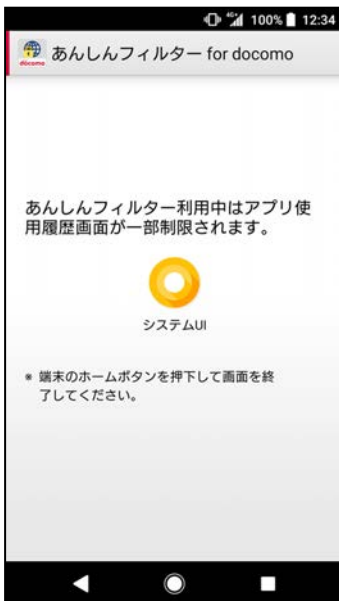 4G 100% 12:34
docomo
あんしんフィルター for docomo
あんしんフィルター利用中はアプリ使
用履歴画面が一部制限されます。
システムUI
※ 端末のホームボタンを押下して画面を終
了してください。